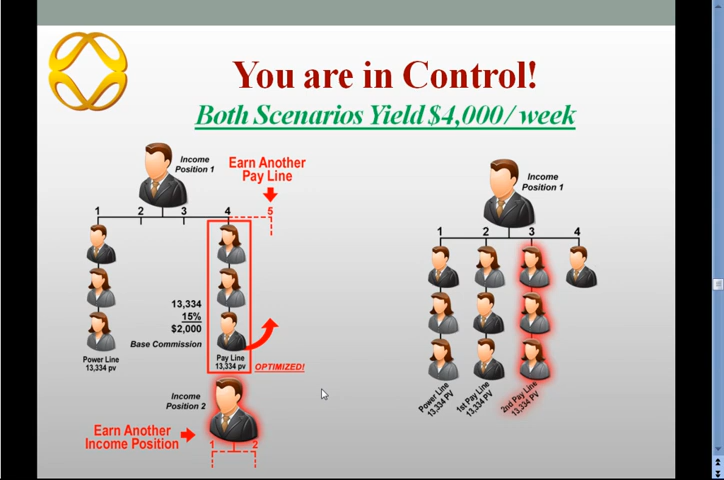 You are in Control!
Both Scenarios Yield $4,000/ week
Income
Position 1
Earn Another
Pay Line
1 2 3 4 5
13,334
15%
$2,000
Base Commission
Power Line
13,334 pv
Pay Line
13,334 pv
OPTIMIZED!
Income
Position 2
Earn Another
Income Position
1 2
Income
Position 1
1 2 3 4
Power Line
13,334 PV
1st Pay Line
13,334 PV
2nd Pay Line
13,334 PV